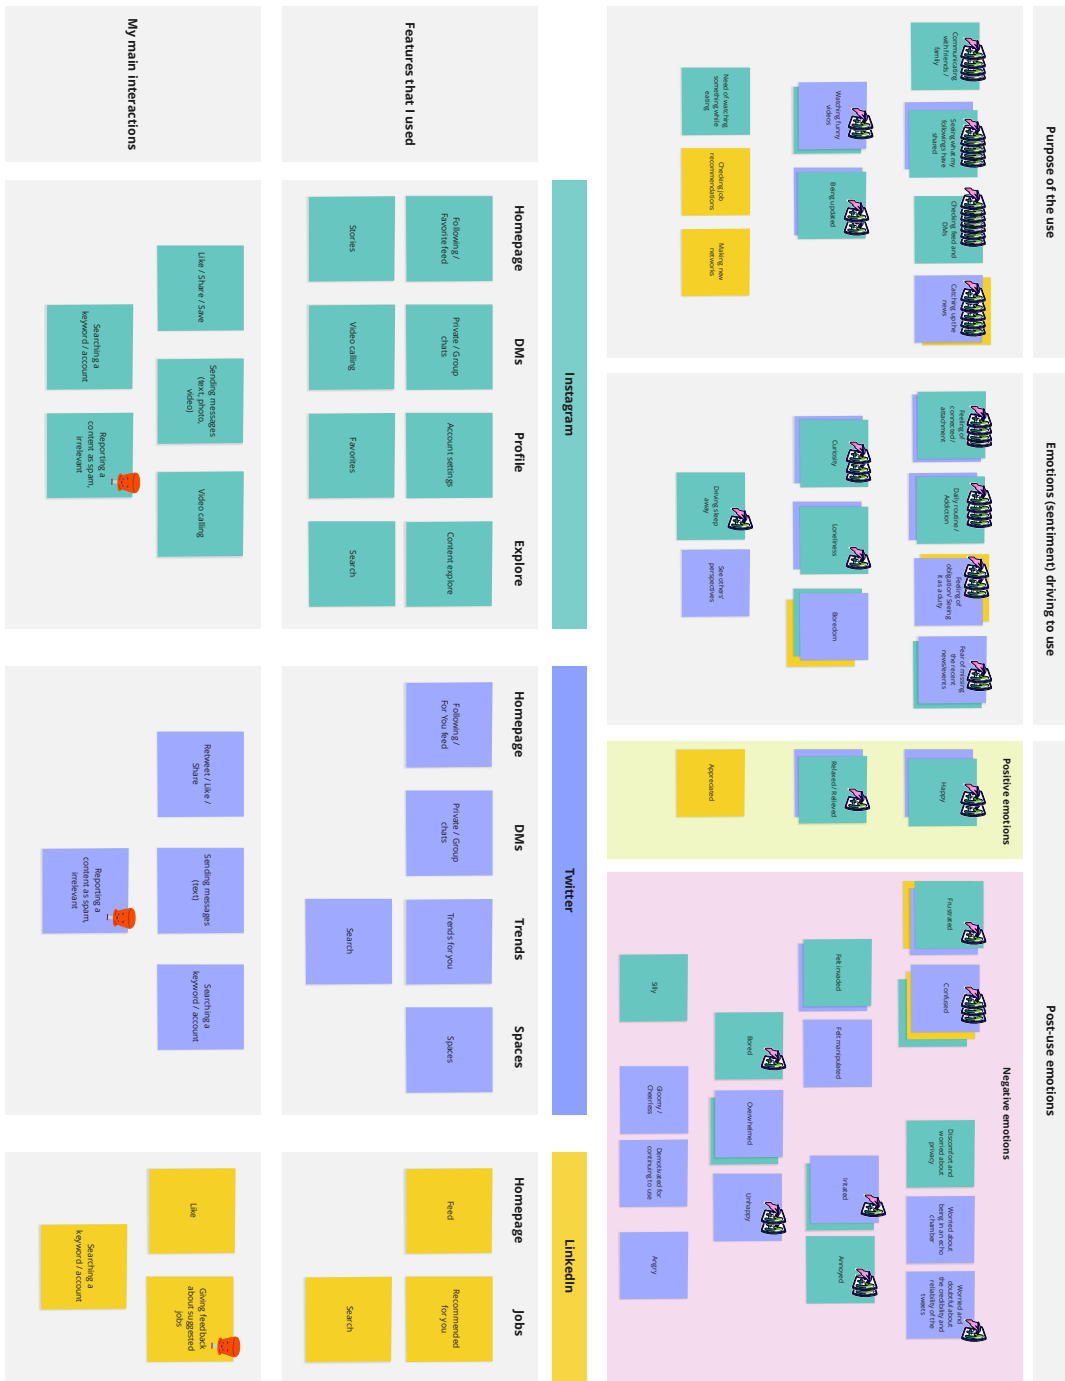 Purpose of the use
Communicating
with friends /
family
Seeing what my
followings have
shared
Checking feed and
DMs
Catching up the
news
Watching funny
videos
Being updated
Need of watching
something while
eating
Checking job
recommendations
Making new
networks
Emotions (sentiment) driving to use
Feeling of
connected /
attachment
Daily routine /
Addiction
Feeling of
obligation/ Seeing
it as a duty
Fear of missing
the recent
news/events
Curiosity
Loneliness
Boredom
Driving sleep
away
See others'
perspectives
Post-use emotions
Positive emotions
Happy
Relaxed / Relieved
Appreciated
Negative emotions
Frustrated
Confused
Discomfort and
worried about
privacy
Worried about
being in an echo
chamber
Worried and
doubtful about
the credibility and
reliability of the
tweets
Felt invaded
Felt manipulated
Irritated
Annoyed
Bored
Overwhelmed
Unhappy
Silly
Gloomy /
Cheerless
Demotivated for
continuing to use
Angry
Instagram
Twitter
LinkedIn
Features that I used
Homepage
DMs
Profile
Explore
Following /
Favorite feed
Private / Group
chats
Account settings
Content explore
Stories
Video calling
Favorites
Search
Homepage
DMs
Trends
Spaces
Following /
For You feed
Private / Group
chats
Trends for you
Spaces
Search
Homepage
Jobs
Feed
Recommended
for you
Search
My main interactions
Like / Share / Save
Sending messages
(text, photo,
video)
Video calling
Searching a
keyword / account
Reporting a
content as spam,
irrelevant
Retweet / Like /
Share
Sending messages
(text)
Searching a
keyword / account
Reporting a
content as spam,
irrelevant
Like
Giving feedback
about suggested
jobs
Searching a
keyword / account